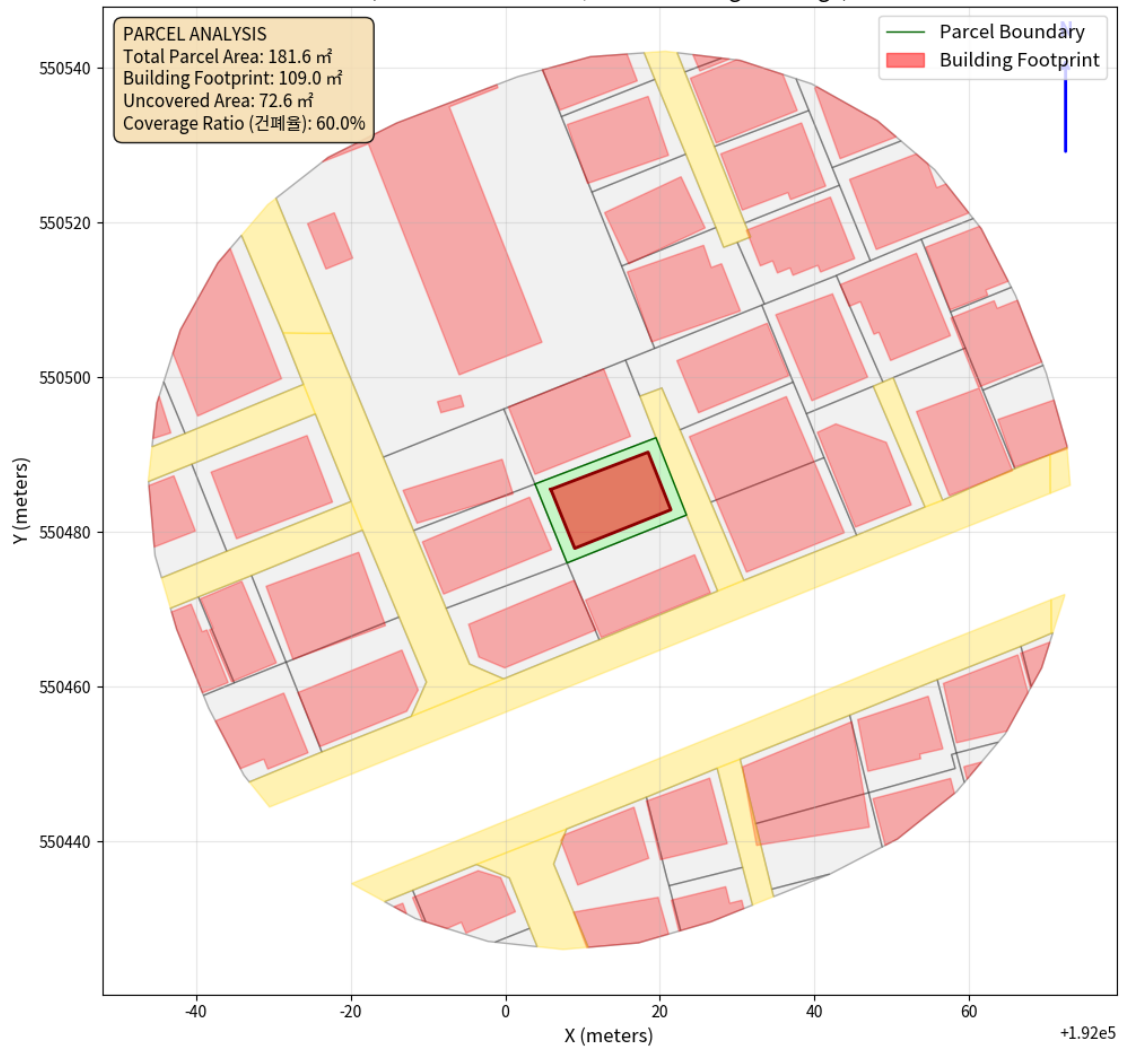 PARCEL ANALYSIS
Total Parcel Area: 181.6 ㎡
Building Footprint: 109.0 ㎡
Uncovered Area: 72.6 ㎡
Coverage Ratio (건폐율): 60.0%
Parcel Boundary
Building Footprint
N
550540
550520
550500
550480
550460
550440
Y (meters)
-40
-20
0
20
40
60
X (meters)
+1.92e5